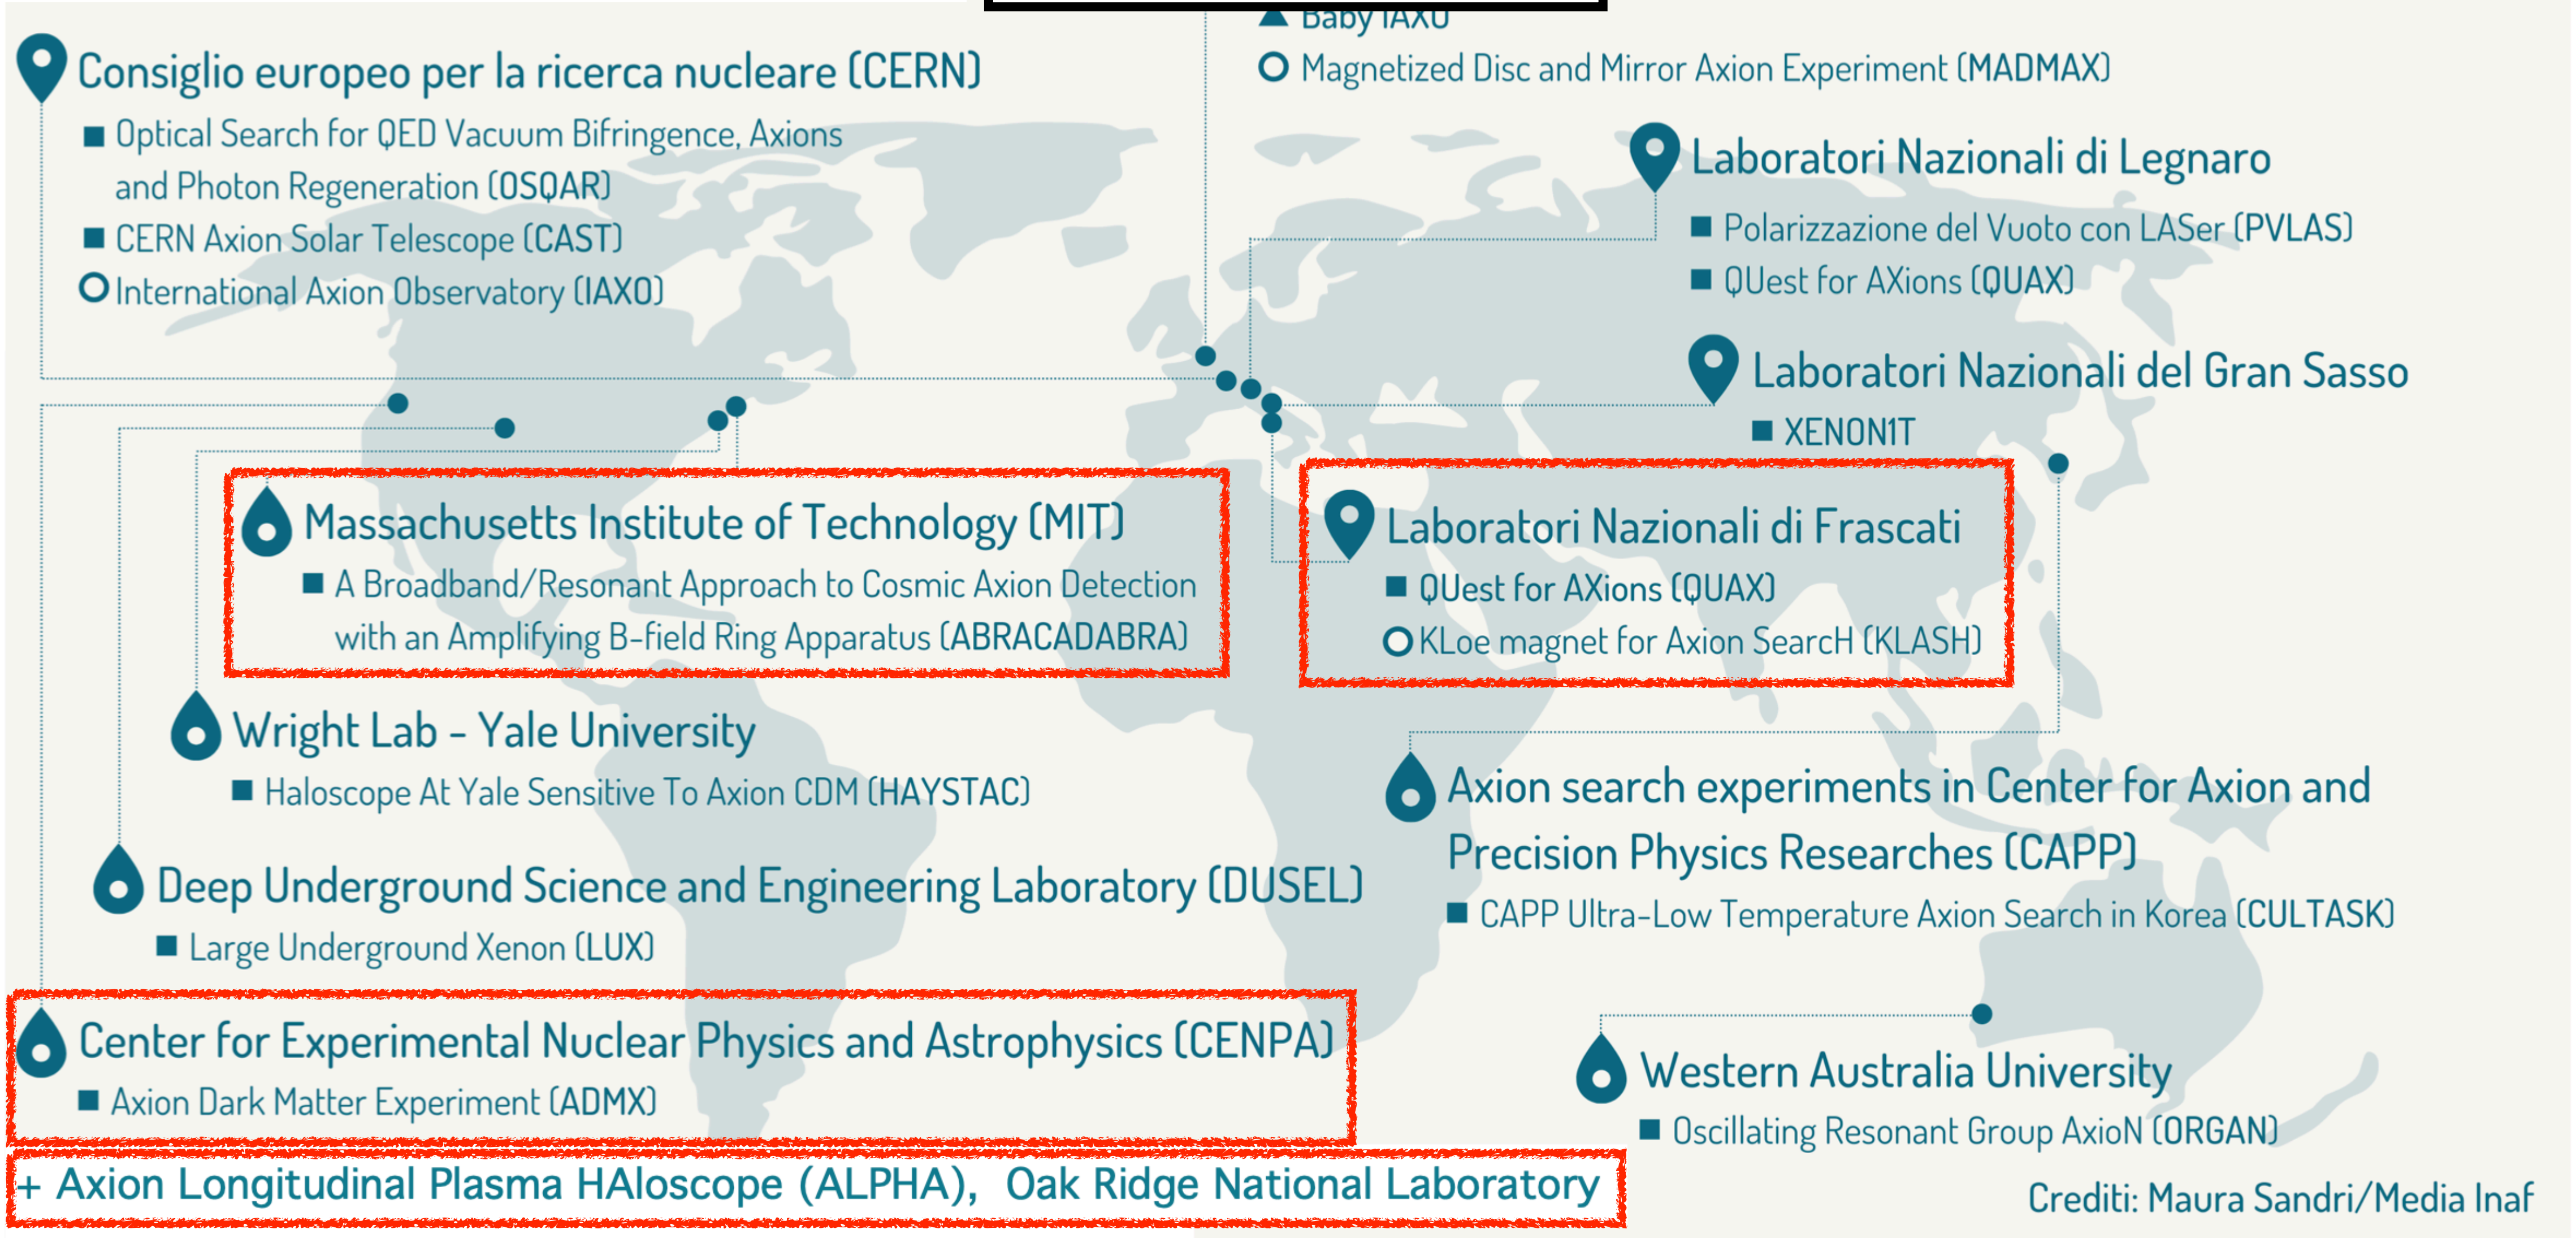 Consiglio europeo per la ricerca nucleare (CERN)
Optical Search for QED Vacuum Bifringence, Axions
and Photon Regeneration (OSQAR)
CERN Axion Solar Telescope (CAST)
International Axion Observatory (IAXO)
Baby IAXO
Magnetized Disc and Mirror Axion Experiment (MADMAX)
Laboratori Nazionali di Legnaro
Polarizzazione del Vuoto con LASer (PVLAS)
QUest for AXions (QUAX)
Laboratori Nazionali del Gran Sasso
XENON1T
Massachusetts Institute of Technology (MIT)
A Broadband/Resonant Approach to Cosmic Axion Detection
with an Amplifying B-field Ring Apparatus (ABRACADABRA)
Laboratori Nazionali di Frascati
QUest for AXions (QUAX)
KLoe magnet for Axion SearcH (KLASH)
Wright Lab - Yale University
Haloscope At Yale Sensitive To Axion CDM (HAYSTAC)
Deep Underground Science and Engineering Laboratory (DUSEL)
Large Underground Xenon (LUX)
Axion search experiments in Center for Axion and
Precision Physics Researches (CAPP)
CAPP Ultra-Low Temperature Axion Search in Korea (CULTASK)
Center for Experimental Nuclear Physics and Astrophysics (CENPA)
Axion Dark Matter Experiment (ADMX)
Western Australia University
Oscillating Resonant Group AxioN (ORGAN)
+ Axion Longitudinal Plasma HAloscope (ALPHA), Oak Ridge National Laboratory
Crediti: Maura Sandri/Media Inaf